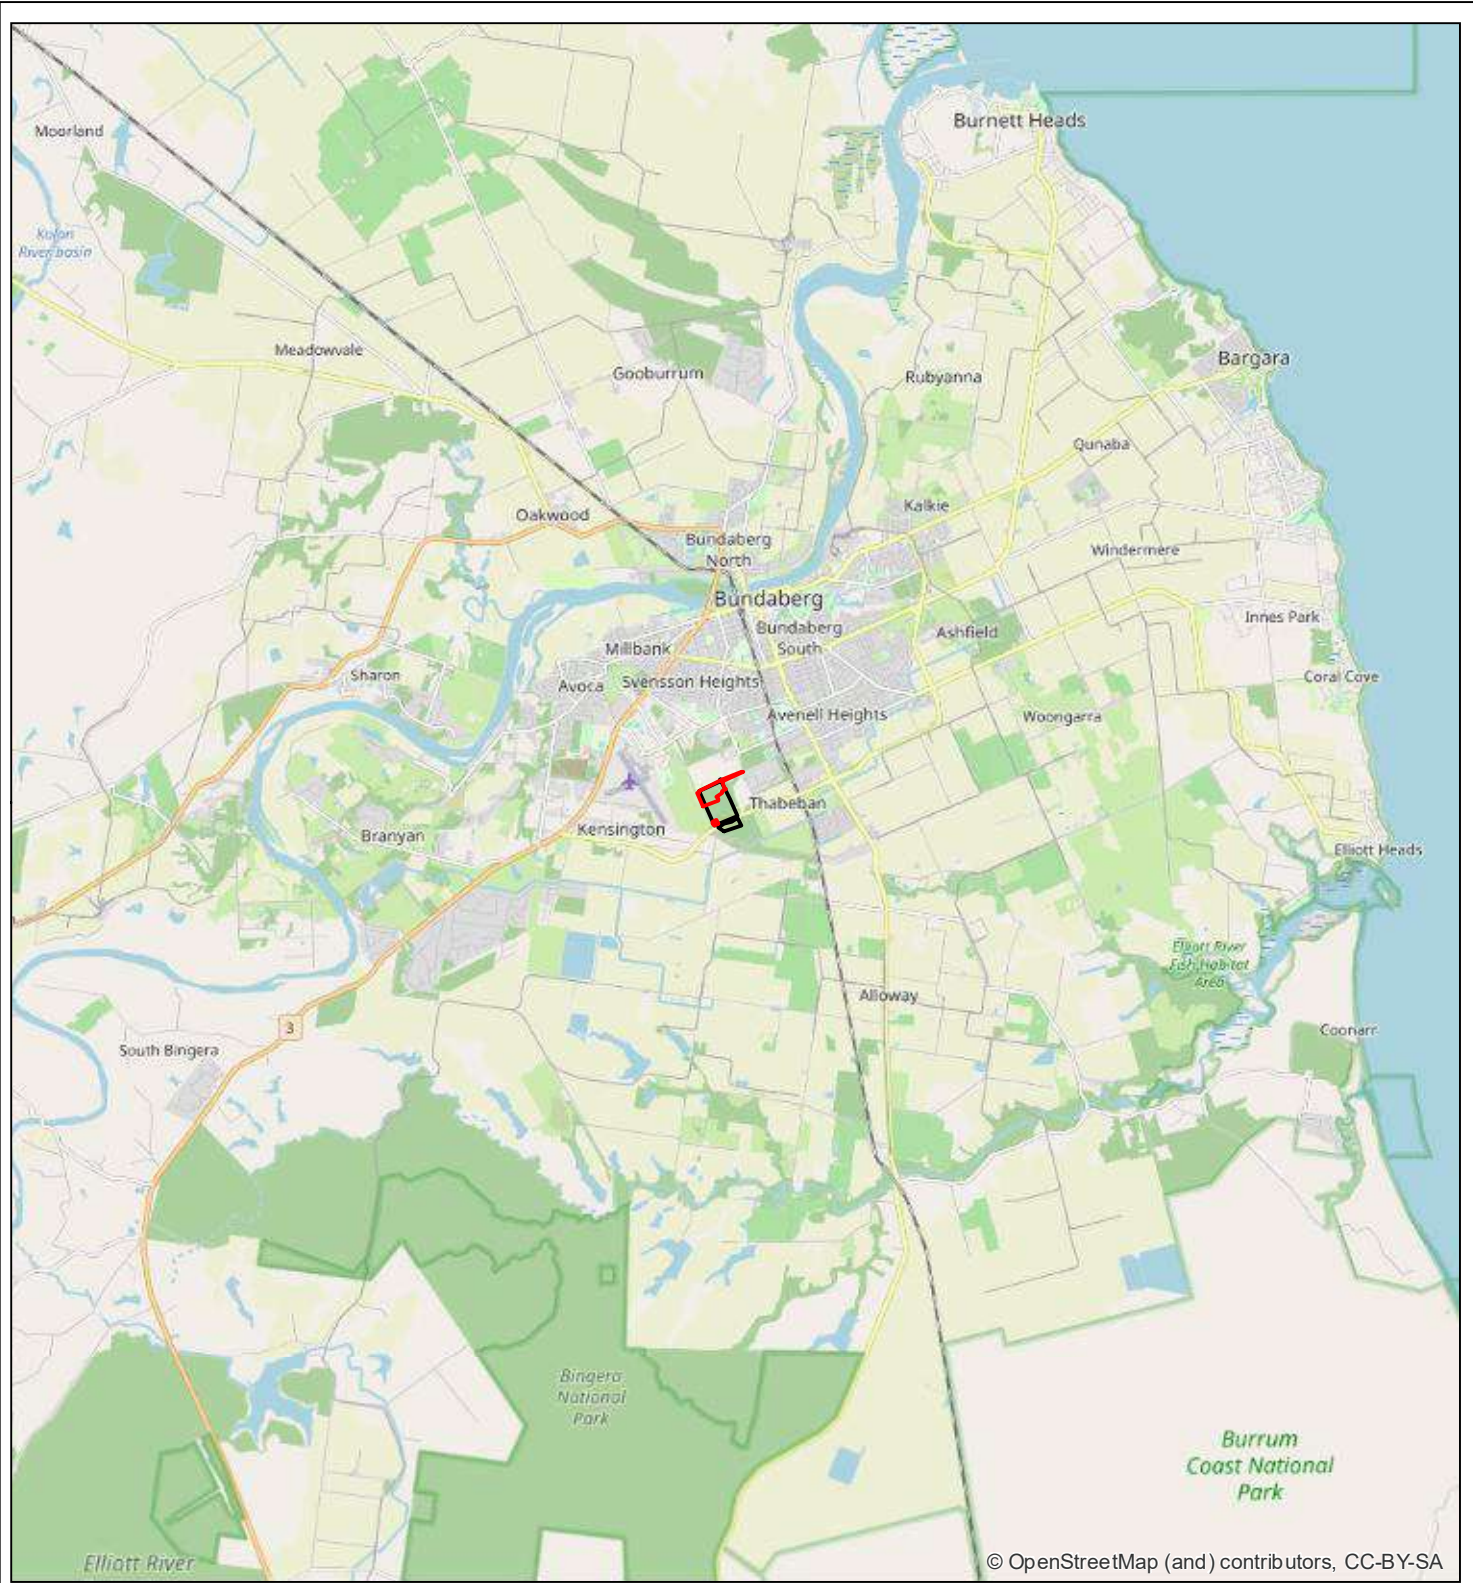 Burnett Heads
Moorland
Kolan
River basin
Meadowvale
Gooburrum
Rubyanna
Bargara
Qunaba
Kalkie
Oakwood
Bundaberg
North
Windermere
Bundaberg
Bundaberg
South
Innes Park
Ashfield
Millbank
Sharon
Svensson Heights
Avoca
Coral Cove
Avenell Heights
Woongarra
Thabeban
Kensington
Branyan
Elliott Heads
Elliott River
Fish Habitat
Area
Alloway
3
Coonarr
South Bingera
Bingera
National
Park
Burrum
Coast National
Park
Elliott River
© OpenStreetMap (and) contributors, CC-BY-SA